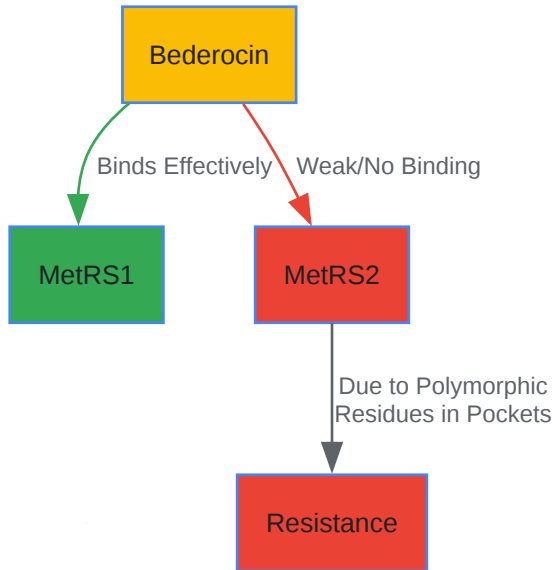 Bederocin
Binds Effectively
Weak/No Binding
MetRS1
MetRS2
Due to Polymorphic
Residues in Pockets
Resistance